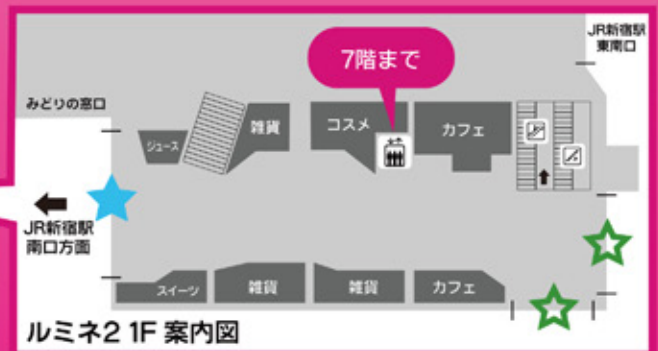 JR新宿駅
東南口
7階まで
みどりの窓口
ジュース
雑貨
コスメ
カフェ
JR新宿駅
南口方面
スイーツ
雑貨
雑貨
カフェ
ルミネ2 1F 案内図